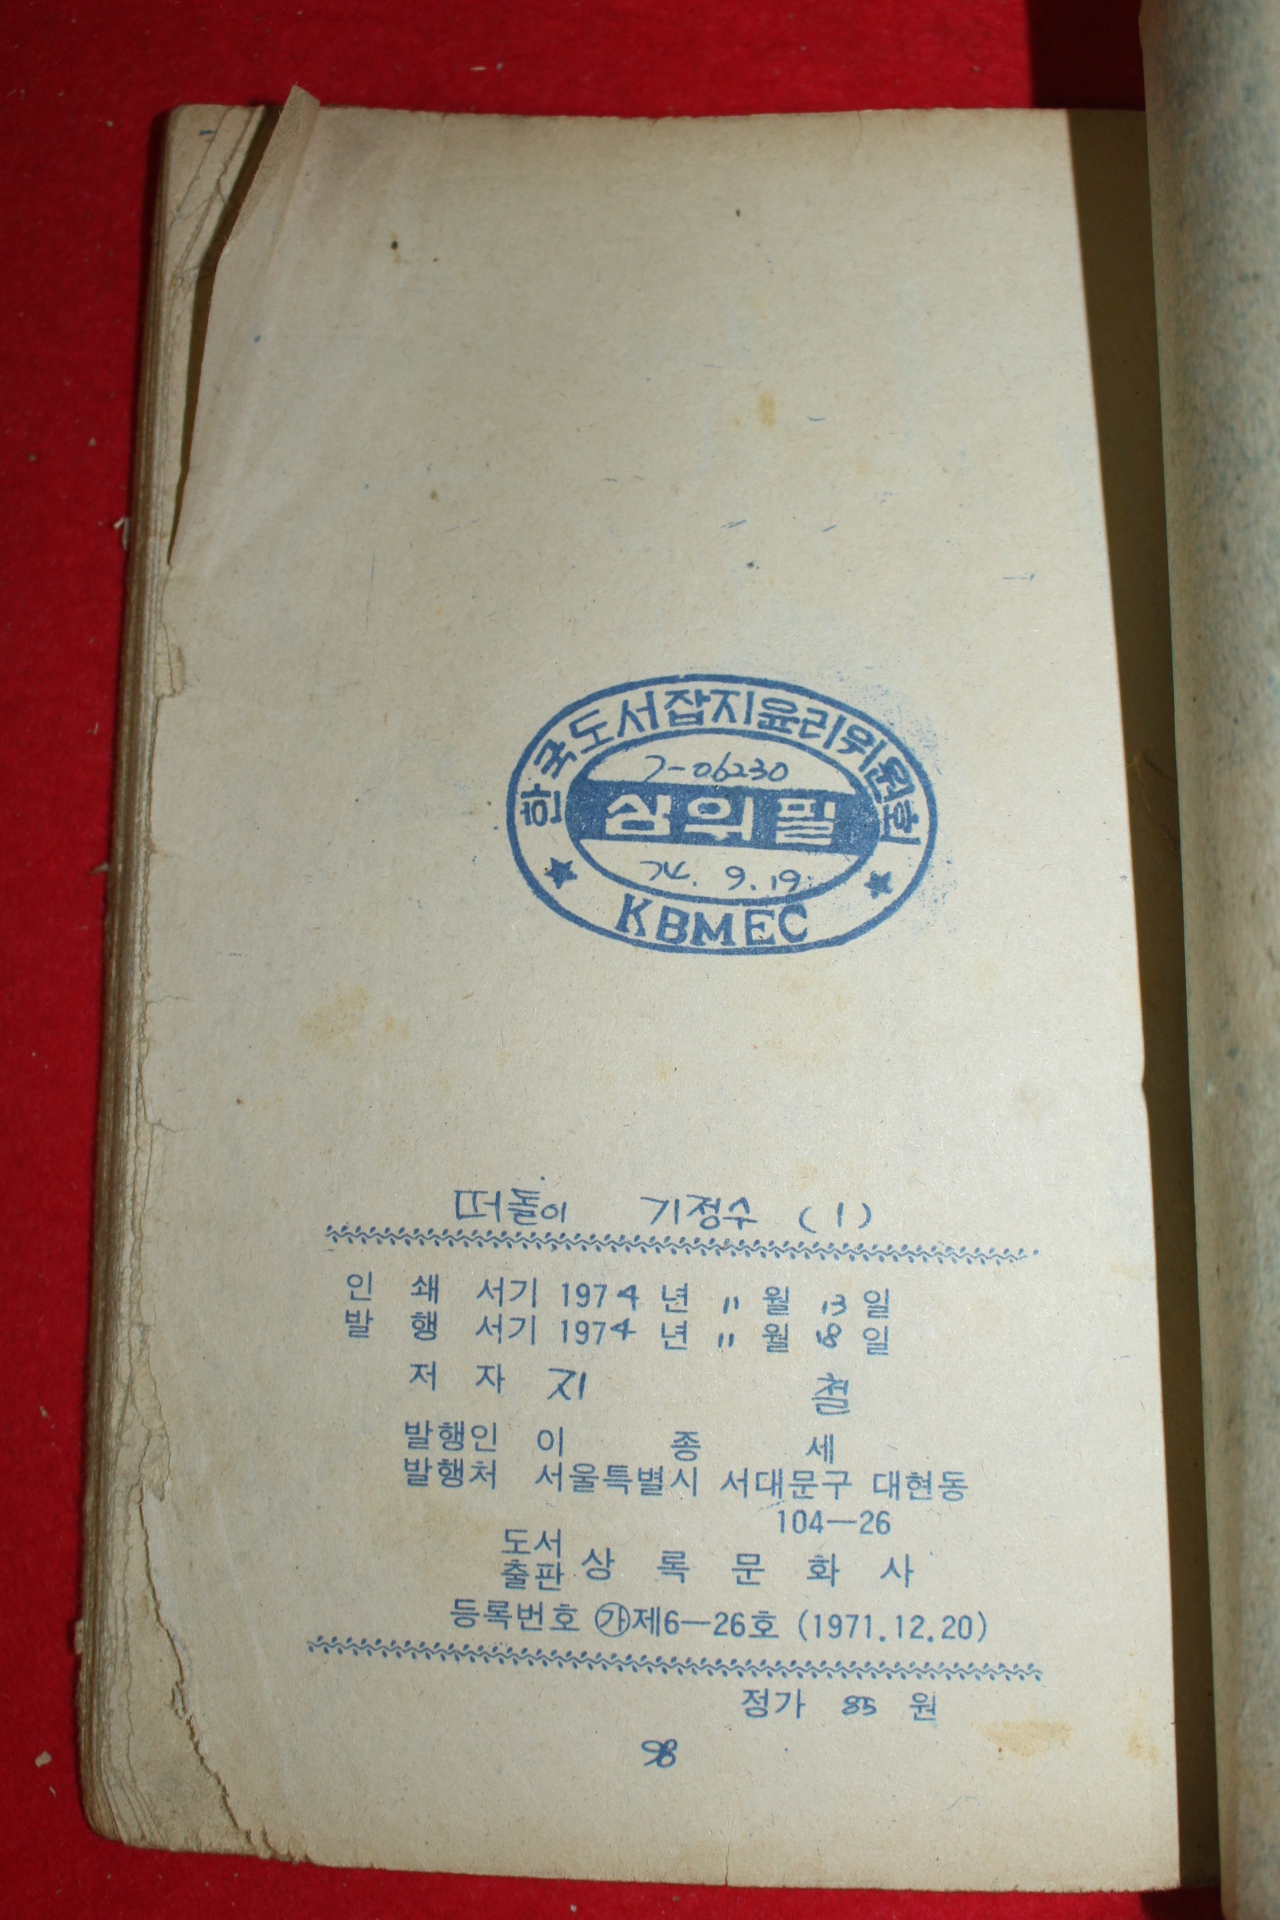 한국도서잡지윤리위원회
7-06230
심의필
74. 9. 19.
KBMEC
떠돌이 기정수 (1)
인 쇄 서기 1974 년 11 월 13 일
발 행 서기 1974 년 11 월 18 일
저 자 지 철
발행인 이 종 세
발행처 서울특별시 서대문구 대현동
104—26
도서출판 상 록 문 화 사
등록번호 ㉮제6—26호 (1971.12.20)
정가 85 원
98